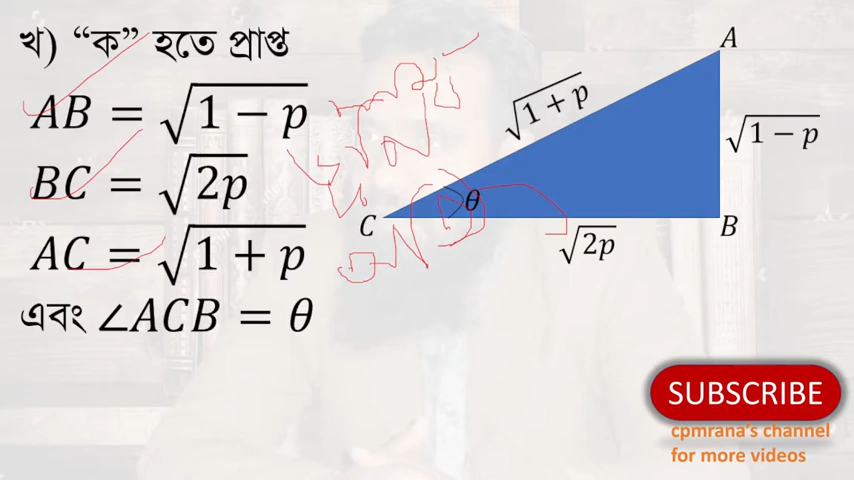 খ) “ক” হতে প্রাপ্ত
AB = √(1 − p)
BC = √(2p)
AC = √(1 + p)
এবং ∠ACB = θ
A
√(1 + p)
√(1 − p)
θ
C
B
√(2p)
SUBSCRIBE
cpmrana's channel
for more videos